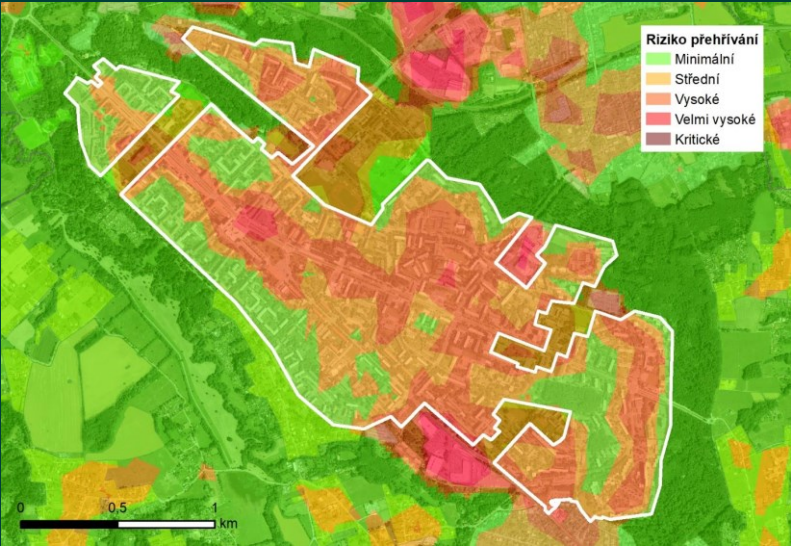 Riziko přehřívání
Minimální
Střední
Vysoké
Velmi vysoké
Kritické
0 0,5 1
km